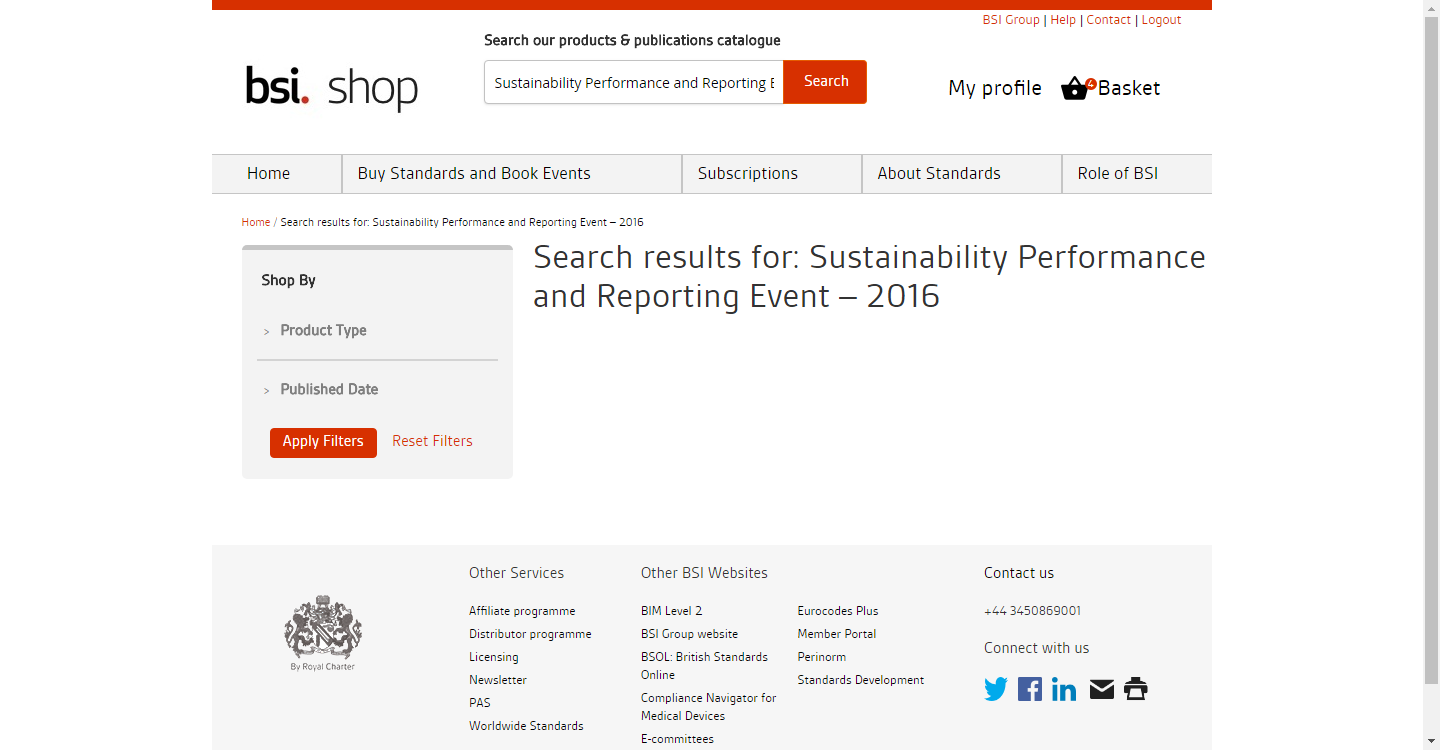 BSI Group | Help | Contact | Logout
Search our products & publications catalogue
bsi. shop
Sustainability Performance and Reporting E
Search
My profile
4
Basket
Home
Buy Standards and Book Events
Subscriptions
About Standards
Role of BSI
Home / Search results for: Sustainability Performance and Reporting Event – 2016
Shop By
> Product Type
> Published Date
Apply Filters
Reset Filters
Search results for: Sustainability Performance
and Reporting Event – 2016
By Royal Charter
Other Services
Affiliate programme
Distributor programme
Licensing
Newsletter
PAS
Worldwide Standards
Other BSI Websites
BIM Level 2
BSI Group website
BSOL: British Standards
Online
Compliance Navigator for
Medical Devices
E-committees
Eurocodes Plus
Member Portal
Perinorm
Standards Development
Contact us
+44 3450869001
Connect with us